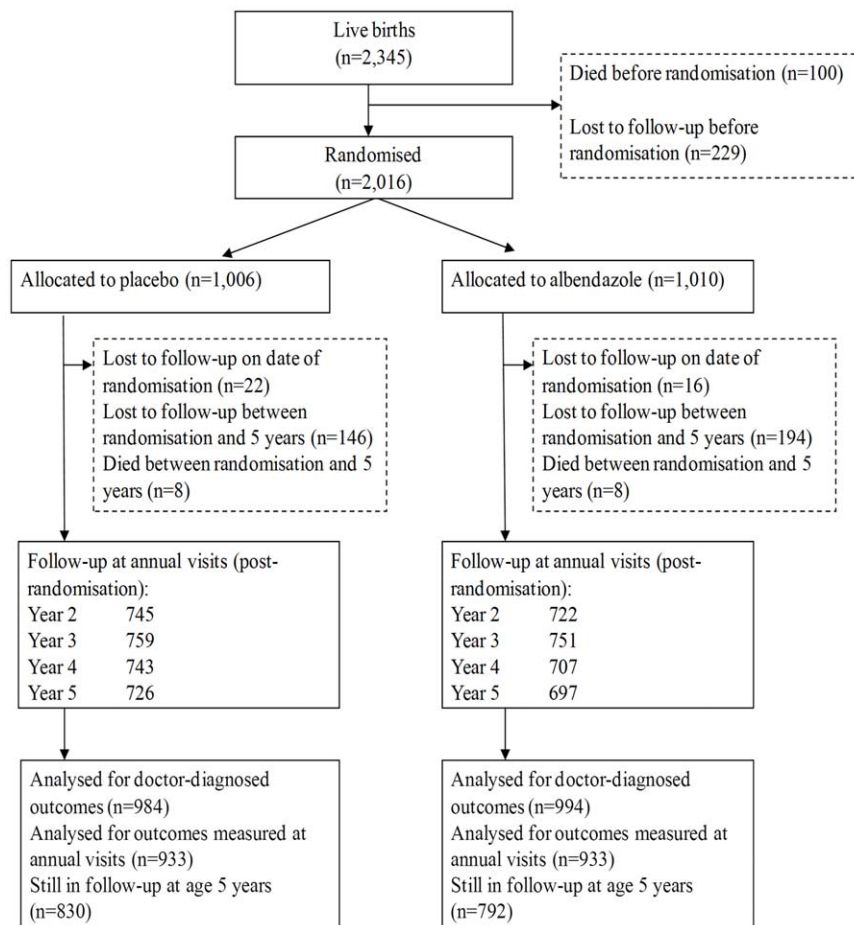 Live births
(n=2,345)
Died before randomisation (n=100)
Lost to follow-up before
randomisation (n=229)
Randomised
(n=2,016)
Allocated to placebo (n=1,006)
Allocated to albendazole (n=1,010)
Lost to follow-up on date of
randomisation (n=22)
Lost to follow-up between
randomisation and 5 years (n=146)
Died between randomisation and 5
years (n=8)
Lost to follow-up on date of
randomisation (n=16)
Lost to follow-up between
randomisation and 5 years (n=194)
Died between randomisation and 5
years (n=8)
Follow-up at annual visits (post-
randomisation):
Year 2 745
Year 3 759
Year 4 743
Year 5 726
Follow-up at annual visits (post-
randomisation):
Year 2 722
Year 3 751
Year 4 707
Year 5 697
Analysed for doctor-diagnosed
outcomes (n=984)
Analysed for outcomes measured at
annual visits (n=933)
Still in follow-up at age 5 years
(n=830)
Analysed for doctor-diagnosed
outcomes (n=994)
Analysed for outcomes measured at
annual visits (n=933)
Still in follow-up at age 5 years
(n=792)